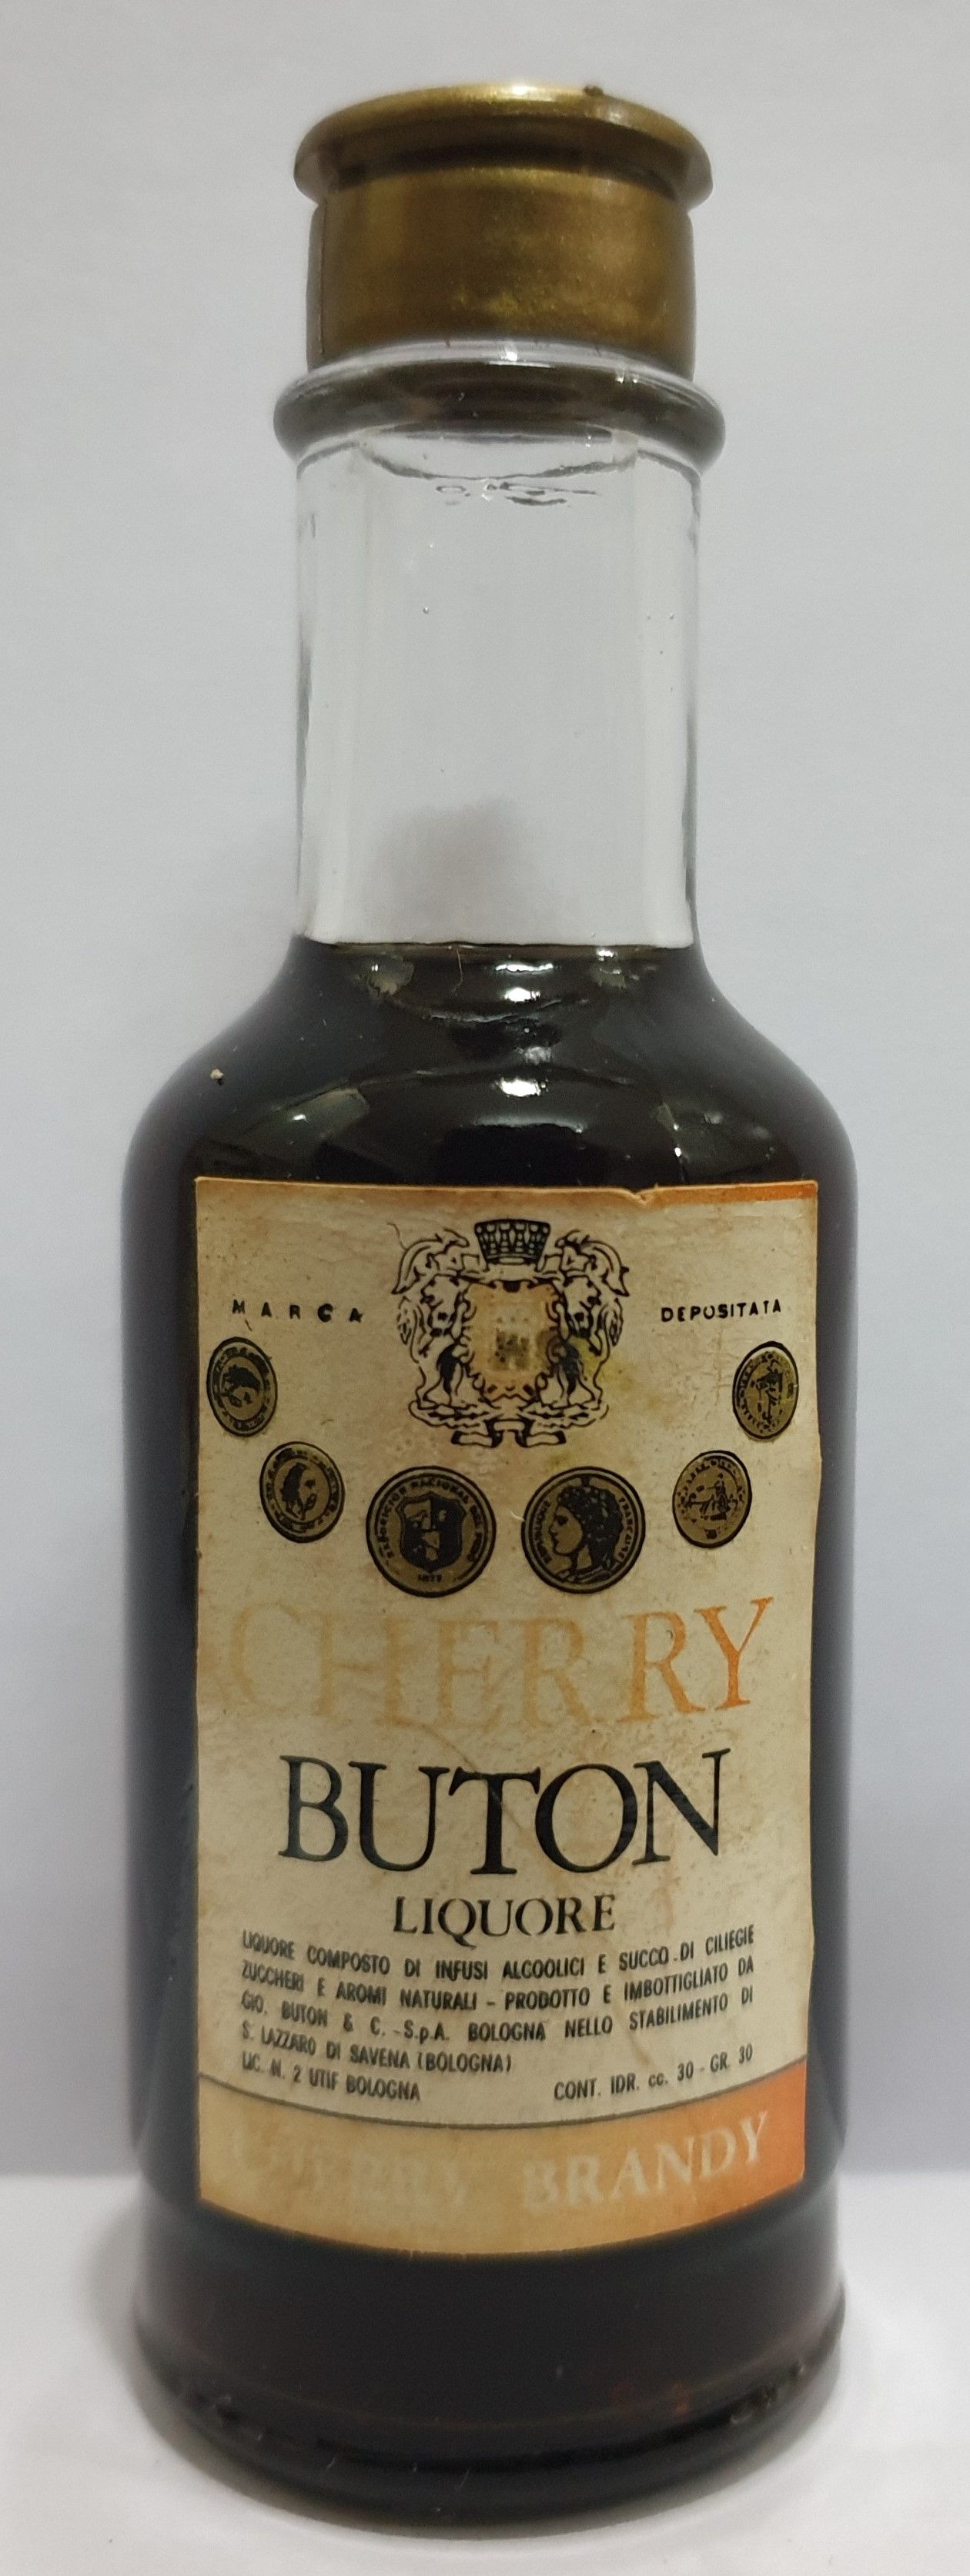 MARCA DEPOSITATA
1877
CHERRY
BUTON
LIQUORE
LIQUORE COMPOSTO DI INFUSI ALCOOLICI E SUCCO DI CILIEGIE
ZUCCHERI E AROMI NATURALI - PRODOTTO E IMBOTTIGLIATO DA
GIO. BUTON & C. - S.p.A. BOLOGNA NELLO STABILIMENTO DI
S. LAZZARO DI SAVENA (BOLOGNA)
LIC. N. 2 UTIF BOLOGNA CONT. IDR. cc. 30 - GR. 30
CHERRY BRANDY